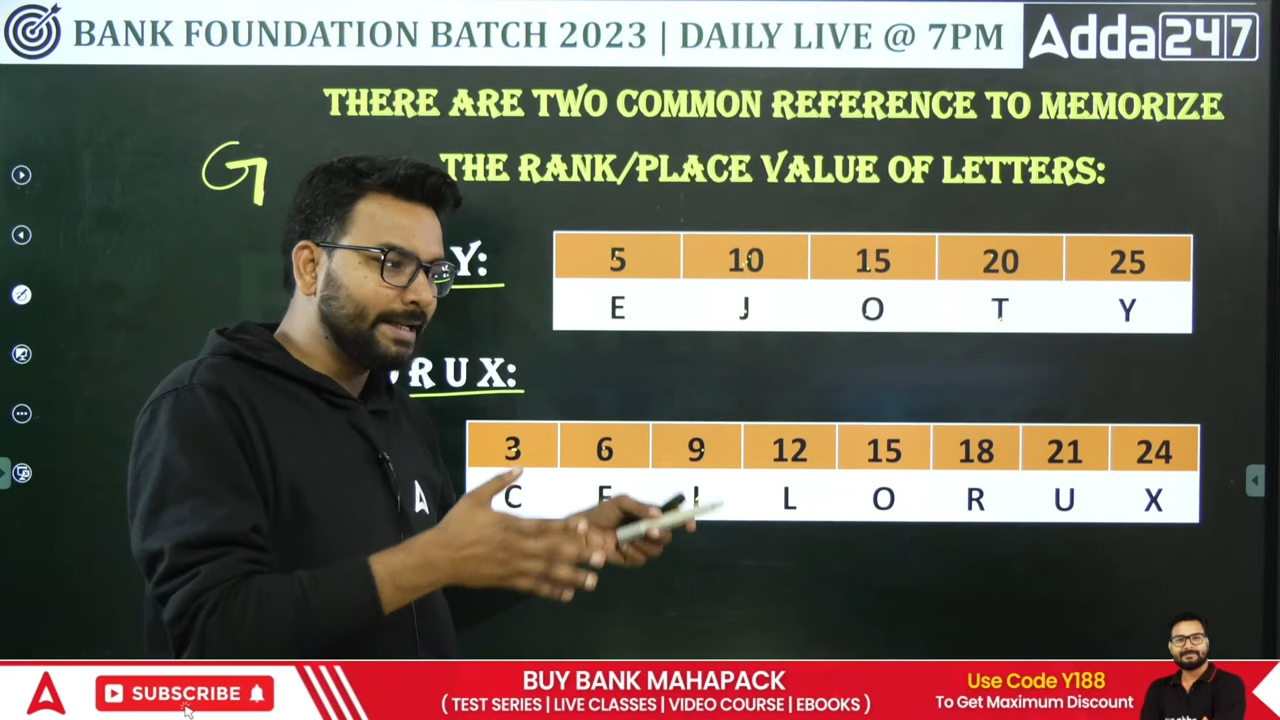 BANK FOUNDATION BATCH 2023 | DAILY LIVE @ 7PM
Adda247
THERE ARE TWO COMMON REFERENCE TO MEMORIZE
G
THE RANK/PLACE VALUE OF LETTERS:
Y:
5 10 15 20 25
E J O T Y
R U X:
3 6 9 12 15 18 21 24
C L O R U X
SUBSCRIBE
BUY BANK MAHAPACK
( TEST SERIES | LIVE CLASSES | VIDEO COURSE | EBOOKS )
Use Code Y188
To Get Maximum Discount